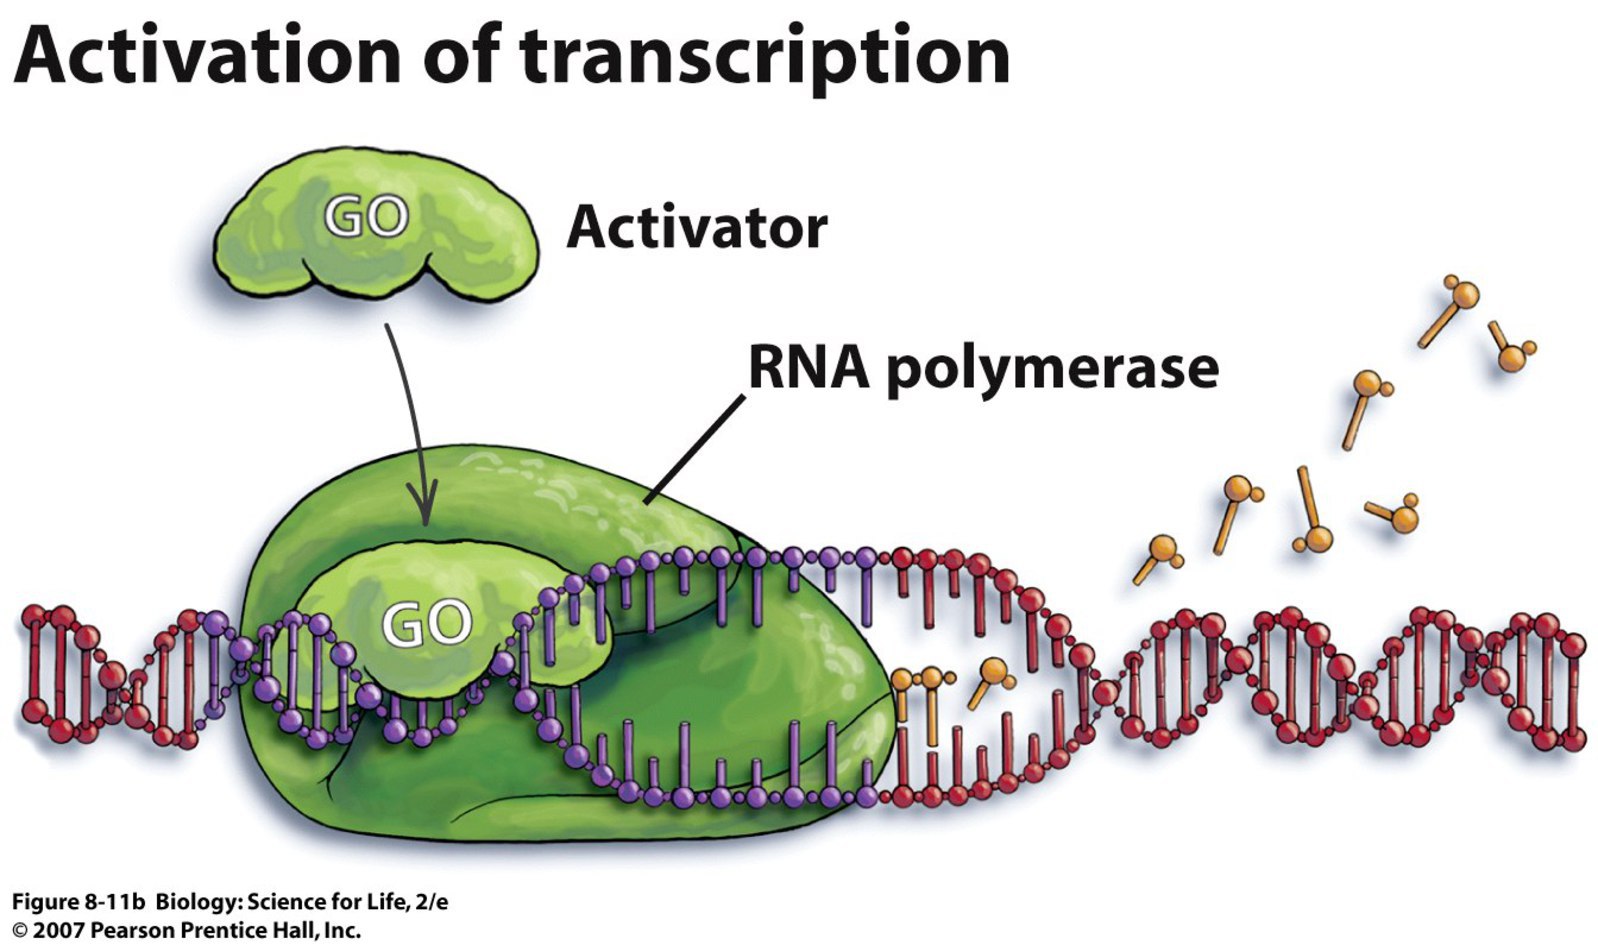 Activation of transcription
GO
Activator
RNA polymerase
GO
Figure 8-11b Biology: Science for Life, 2/e
© 2007 Pearson Prentice Hall, Inc.